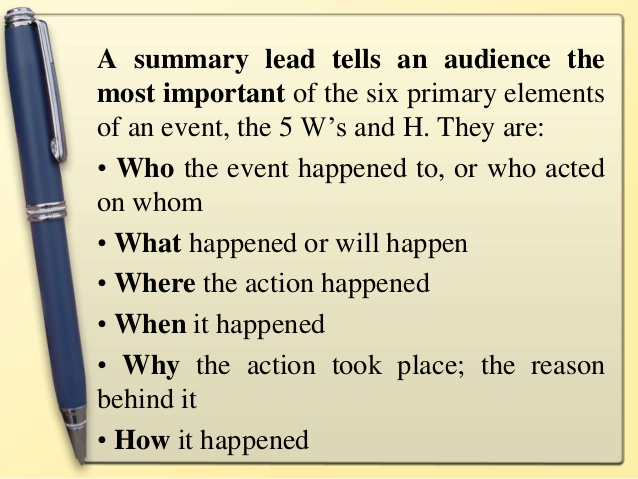 A summary lead tells an audience the
most important of the six primary elements
of an event, the 5 W’s and H. They are:
• Who the event happened to, or who acted
on whom
• What happened or will happen
• Where the action happened
• When it happened
• Why the action took place; the reason
behind it
• How it happened